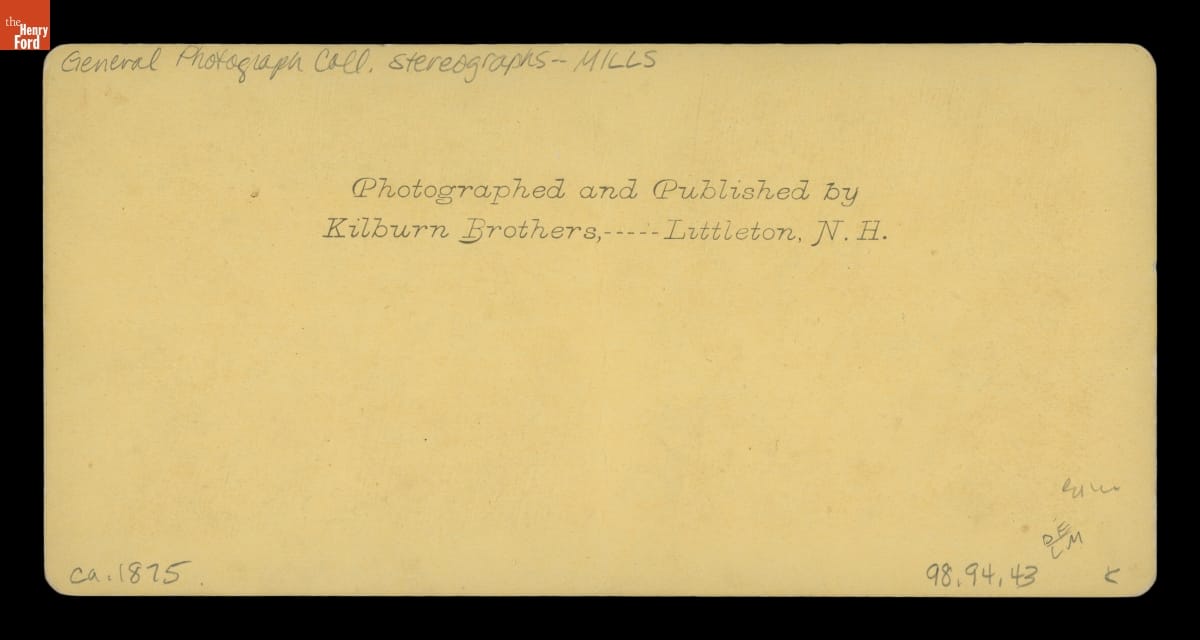 the
Henry
Ford
General Photograph Coll. stereographs-- MILLS
Photographed and Published by
Kilburn Brothers,-----Littleton, N. H.
ca. 1875.
98.94.43